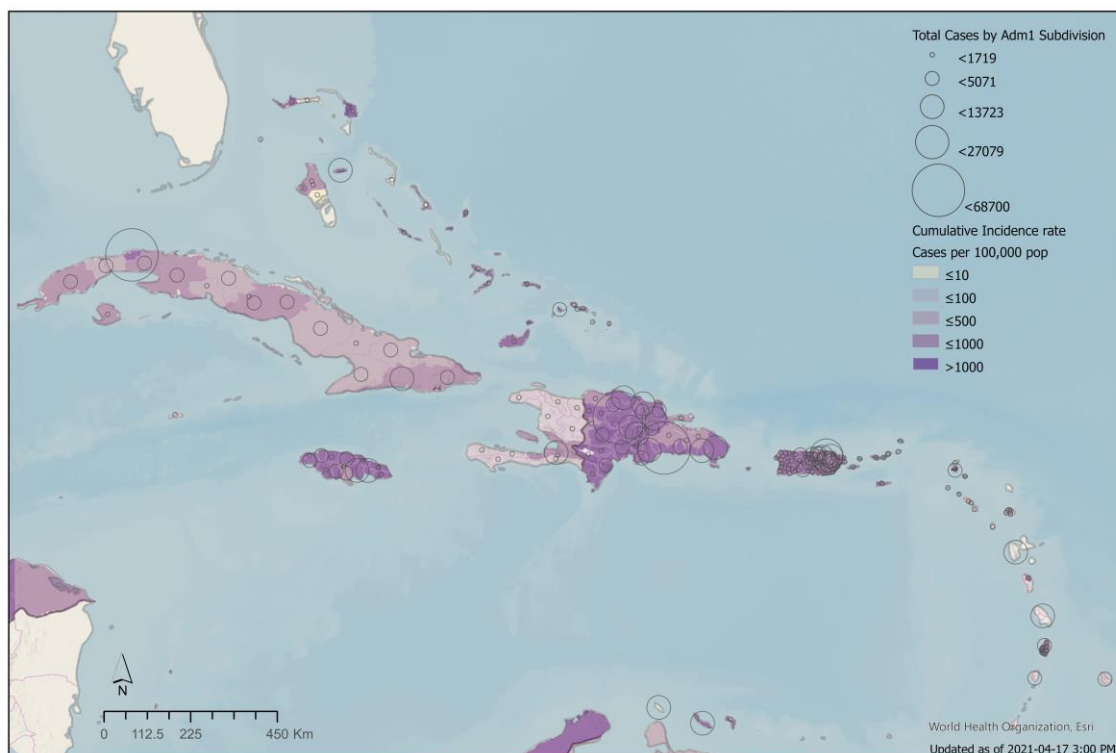 Total Cases by Adm1 Subdivision
<1719
<5071
<13723
<27079
<68700
Cumulative Incidence rate
Cases per 100,000 pop
≤10
≤100
≤500
≤1000
>1000
N
0 112.5 225 450 Km
World Health Organization, Esri
Updated as of 2021-04-17 3:00 PM